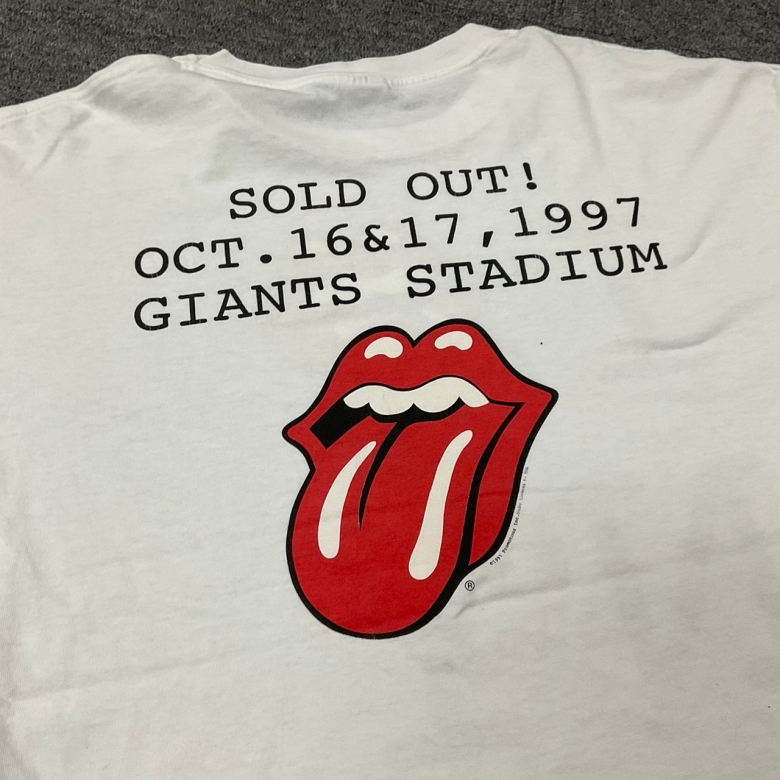 SOLD OUT!
OCT.16&17,1997
GIANTS STADIUM
®